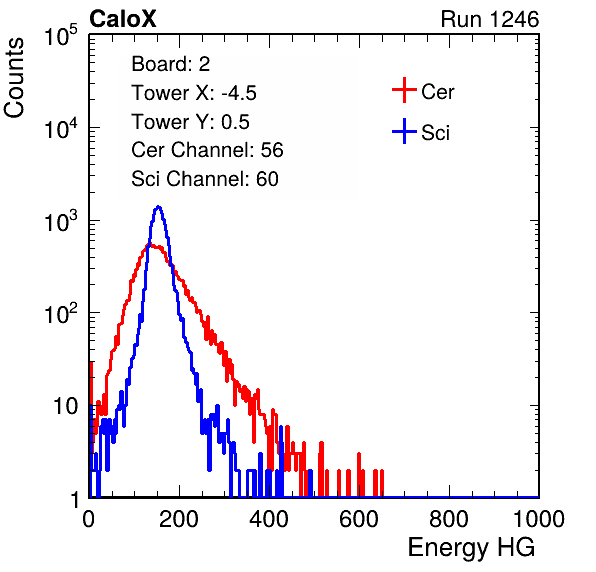 CaloX Run 1246
Counts
Board: 2
Tower X: -4.5
Tower Y: 0.5
Cer Channel: 56
Sci Channel: 60
Cer
Sci
10^5
10^4
10^3
10^2
10
1
0 200 400 600 800 1000
Energy HG